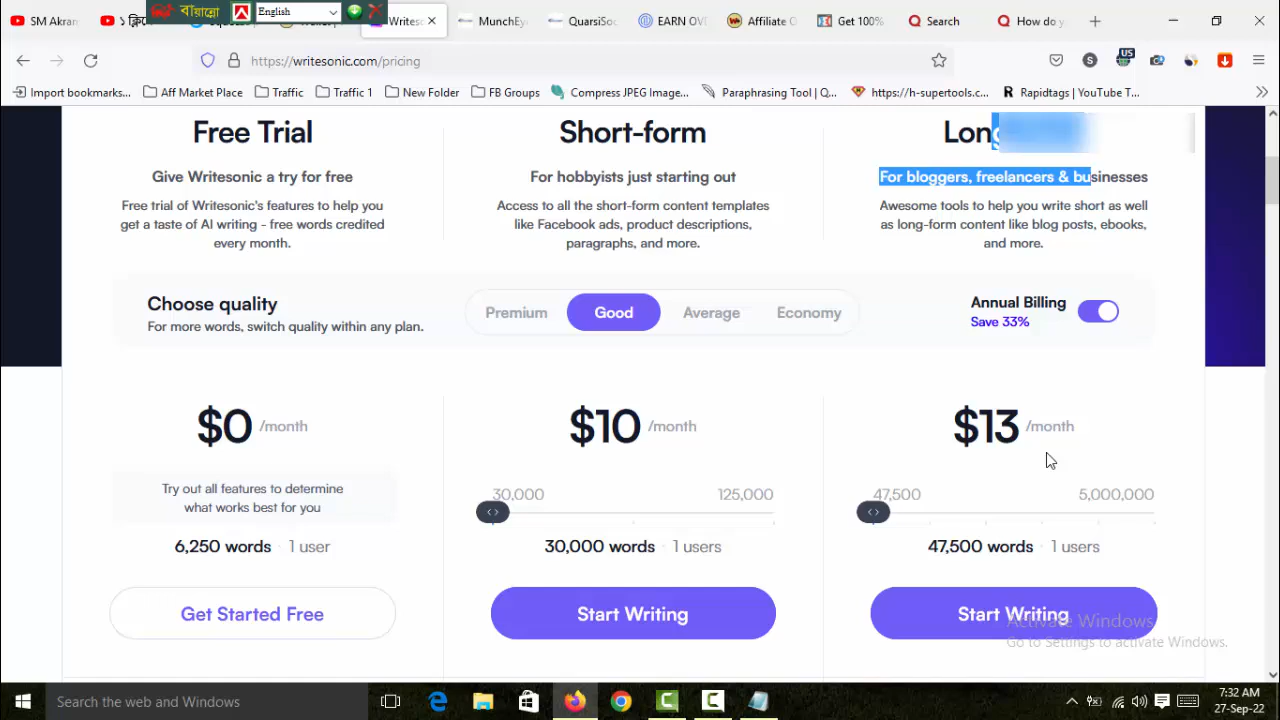 SM Akran
Writes
MunchEy
QuarsiSoc
EARN OV
Affiliate G
Get 100%
Search
How do y
বায়ান্নো
English
https://writesonic.com/pricing
US
S
Import bookmarks...
Aff Market Place
Traffic
Traffic 1
New Folder
FB Groups
Compress JPEG Image...
Paraphrasing Tool | Q...
https://h-supertools.c...
Rapidtags | YouTube T...
Free Trial
Short-form
Long
Give Writesonic a try for free
For hobbyists just starting out
For bloggers, freelancers & businesses
Free trial of Writesonic's features to help you
get a taste of AI writing - free words credited
every month.
Access to all the short-form content templates
like Facebook ads, product descriptions,
paragraphs, and more.
Awesome tools to help you write short as well
as long-form content like blog posts, ebooks,
and more.
Choose quality
For more words, switch quality within any plan.
Premium
Good
Average
Economy
Annual Billing
Save 33%
$0 /month
$10 /month
$13 /month
Try out all features to determine
what works best for you
30,000
125,000
47,500
5,000,000
6,250 words · 1 user
30,000 words · 1 users
47,500 words · 1 users
Get Started Free
Start Writing
Start Writing
Activate Windows
Go to Settings to activate Windows.
Search the web and Windows
7:32 AM
27-Sep-22